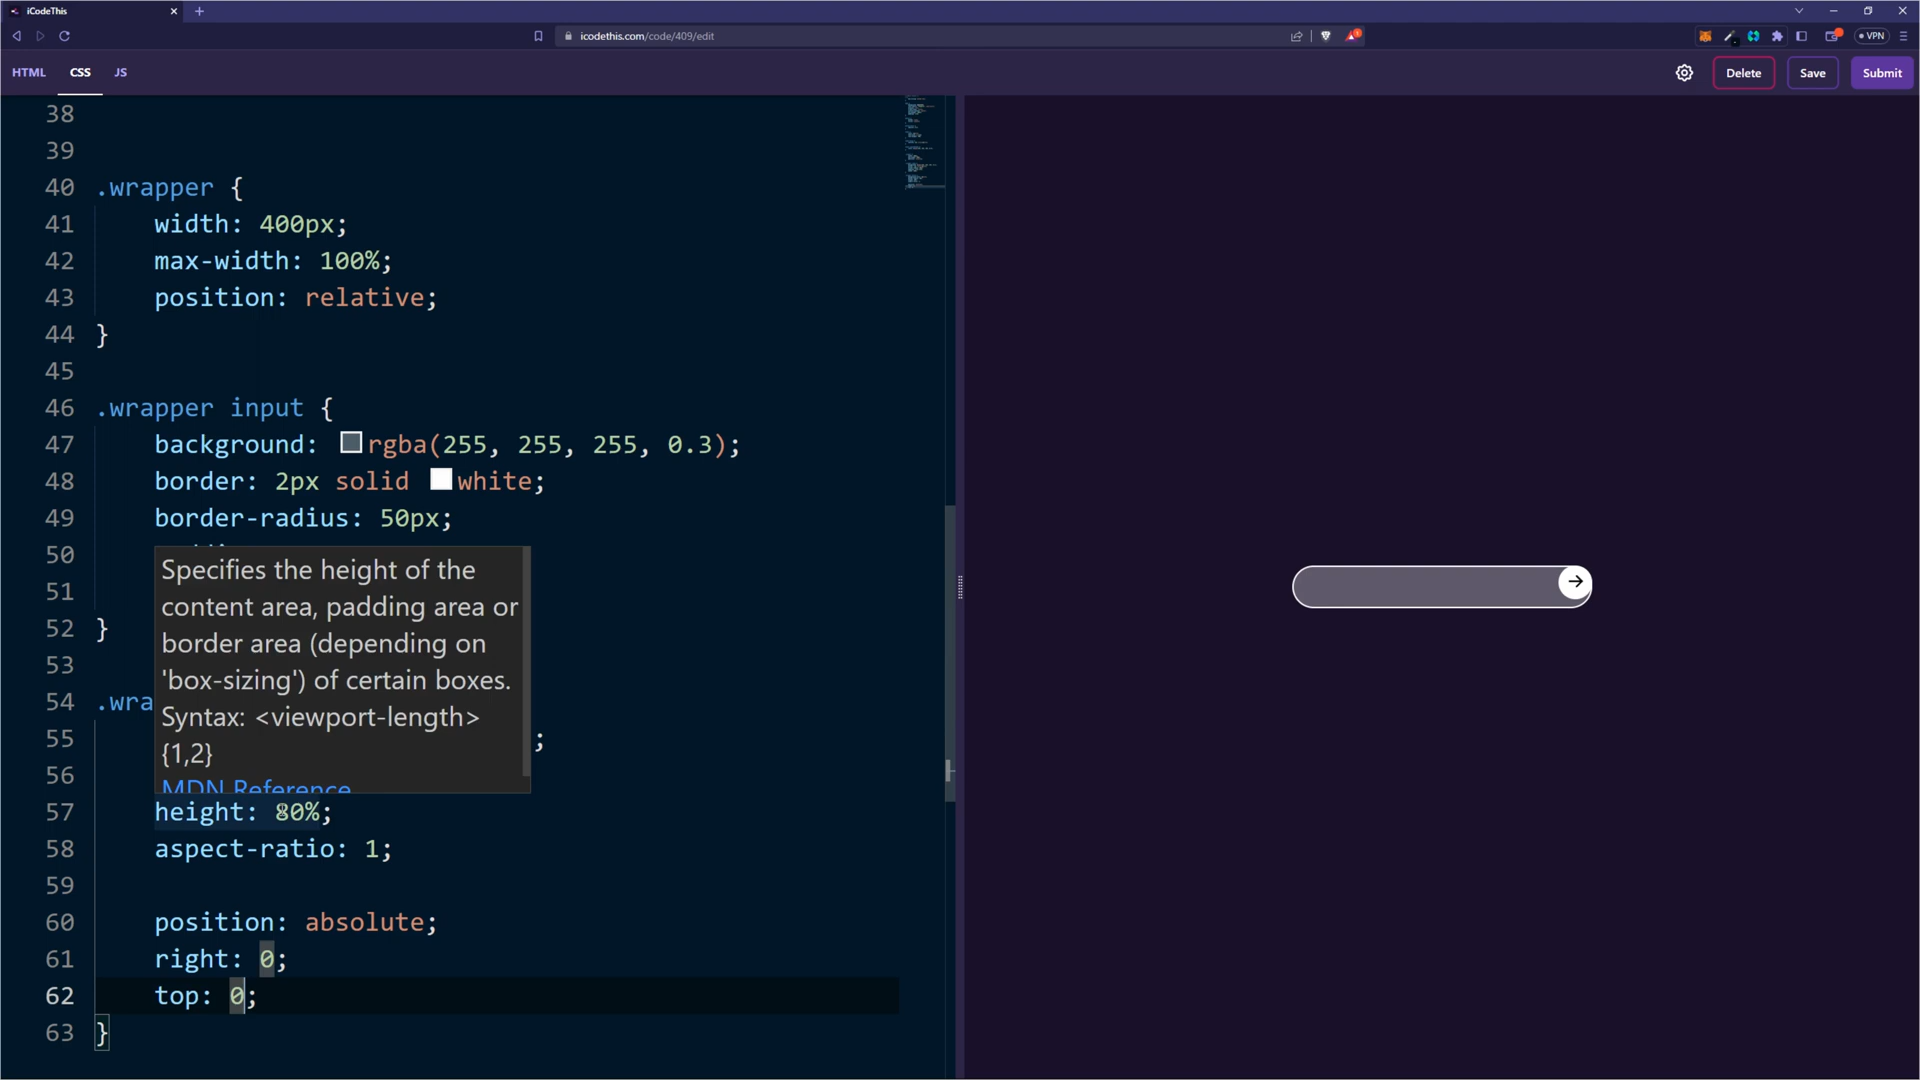 iCodeThis
icodethis.com/code/409/edit
VPN
HTML CSS JS
Delete Save Submit
38
39
40 .wrapper {
41 width: 400px;
42 max-width: 100%;
43 position: relative;
44 }
45
46 .wrapper input {
47 background: rgba(255, 255, 255, 0.3);
48 border: 2px solid white;
49 border-radius: 50px;
50
51
52 }
53
54 .wra
55 ;
56
57 height: 80%;
58 aspect-ratio: 1;
59
60 position: absolute;
61 right: 0;
62 top: 0;
63 }
Specifies the height of the
content area, padding area or
border area (depending on
'box-sizing') of certain boxes.
Syntax: <viewport-length>
{1,2}
MDN Reference